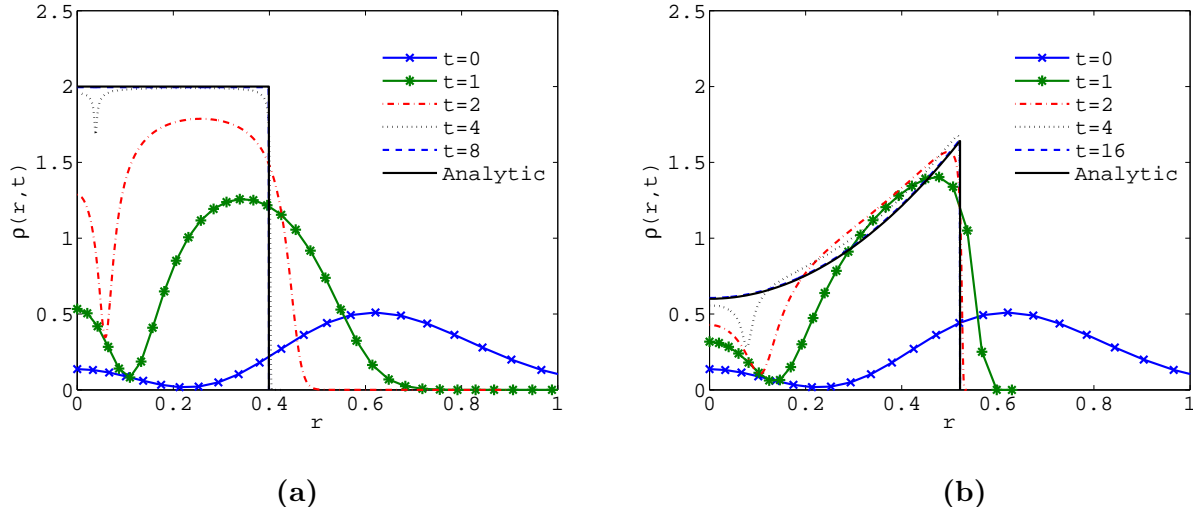 2.5
2
1.5
1
0.5
0
0
0.2
0.4
0.6
0.8
1
ρ(r,t)
r
t=0
t=1
t=2
t=4
t=8
Analytic
(a)
2.5
2
1.5
1
0.5
0
0
0.2
0.4
0.6
0.8
1
ρ(r,t)
r
t=0
t=1
t=2
t=4
t=16
Analytic
(b)